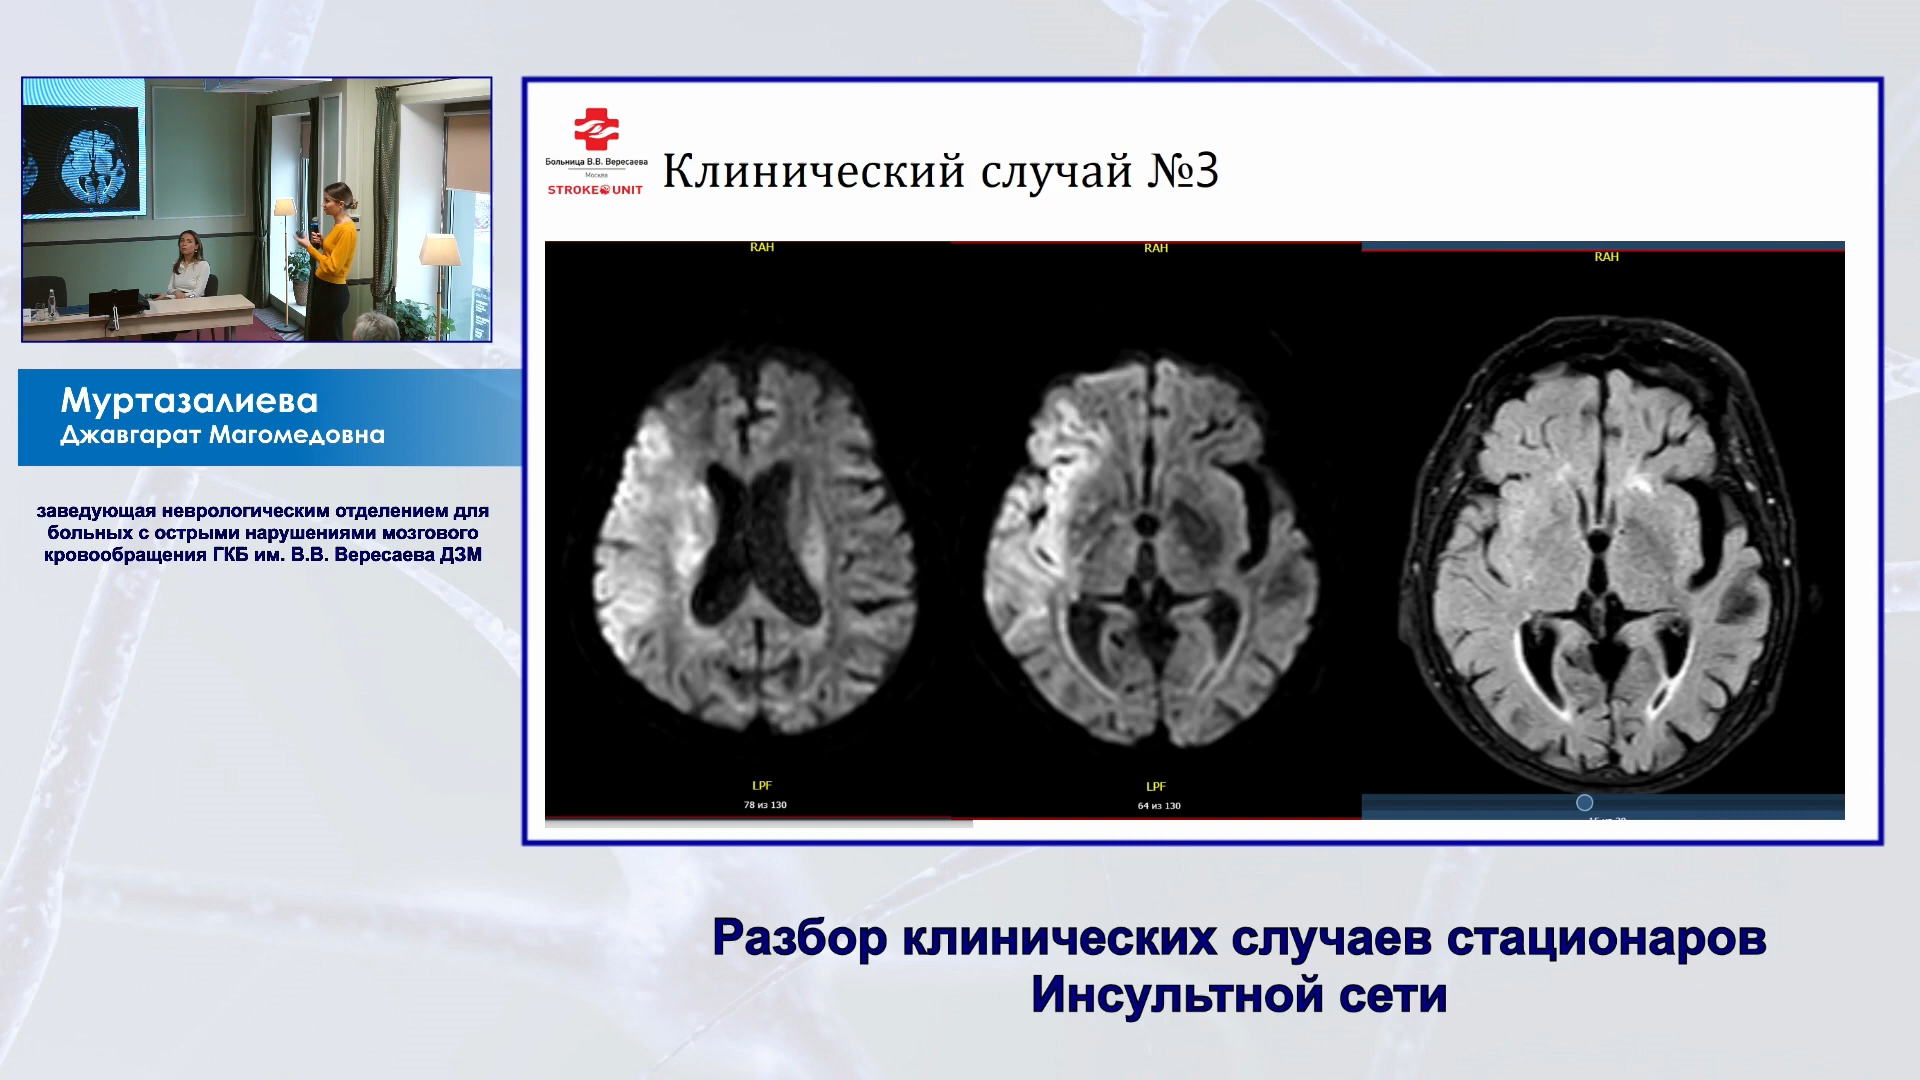 Больница В.В. Вересаева
Москва
STROKE UNIT
Клинический случай №3
RAH
RAH
RAH
LPF
78 из 130
LPF
64 из 130
Муртазалиева
Джавгарат Магомедовна
заведующая неврологическим отделением для
больных с острыми нарушениями мозгового
кровообращения ГКБ им. В.В. Вересаева ДЗМ
Разбор клинических случаев стационаров
Инсультной сети